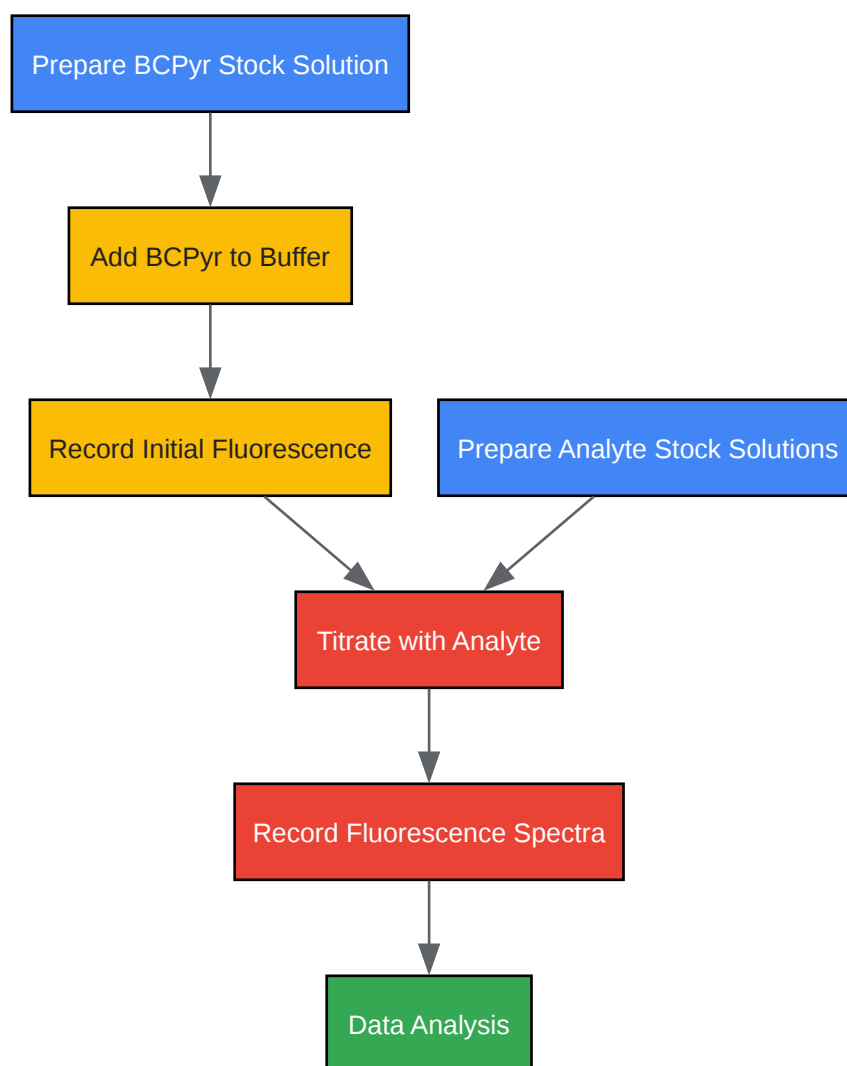 Prepare BCPyr Stock Solution
Add BCPyr to Buffer
Record Initial Fluorescence
Prepare Analyte Stock Solutions
Titrate with Analyte
Record Fluorescence Spectra
Data Analysis